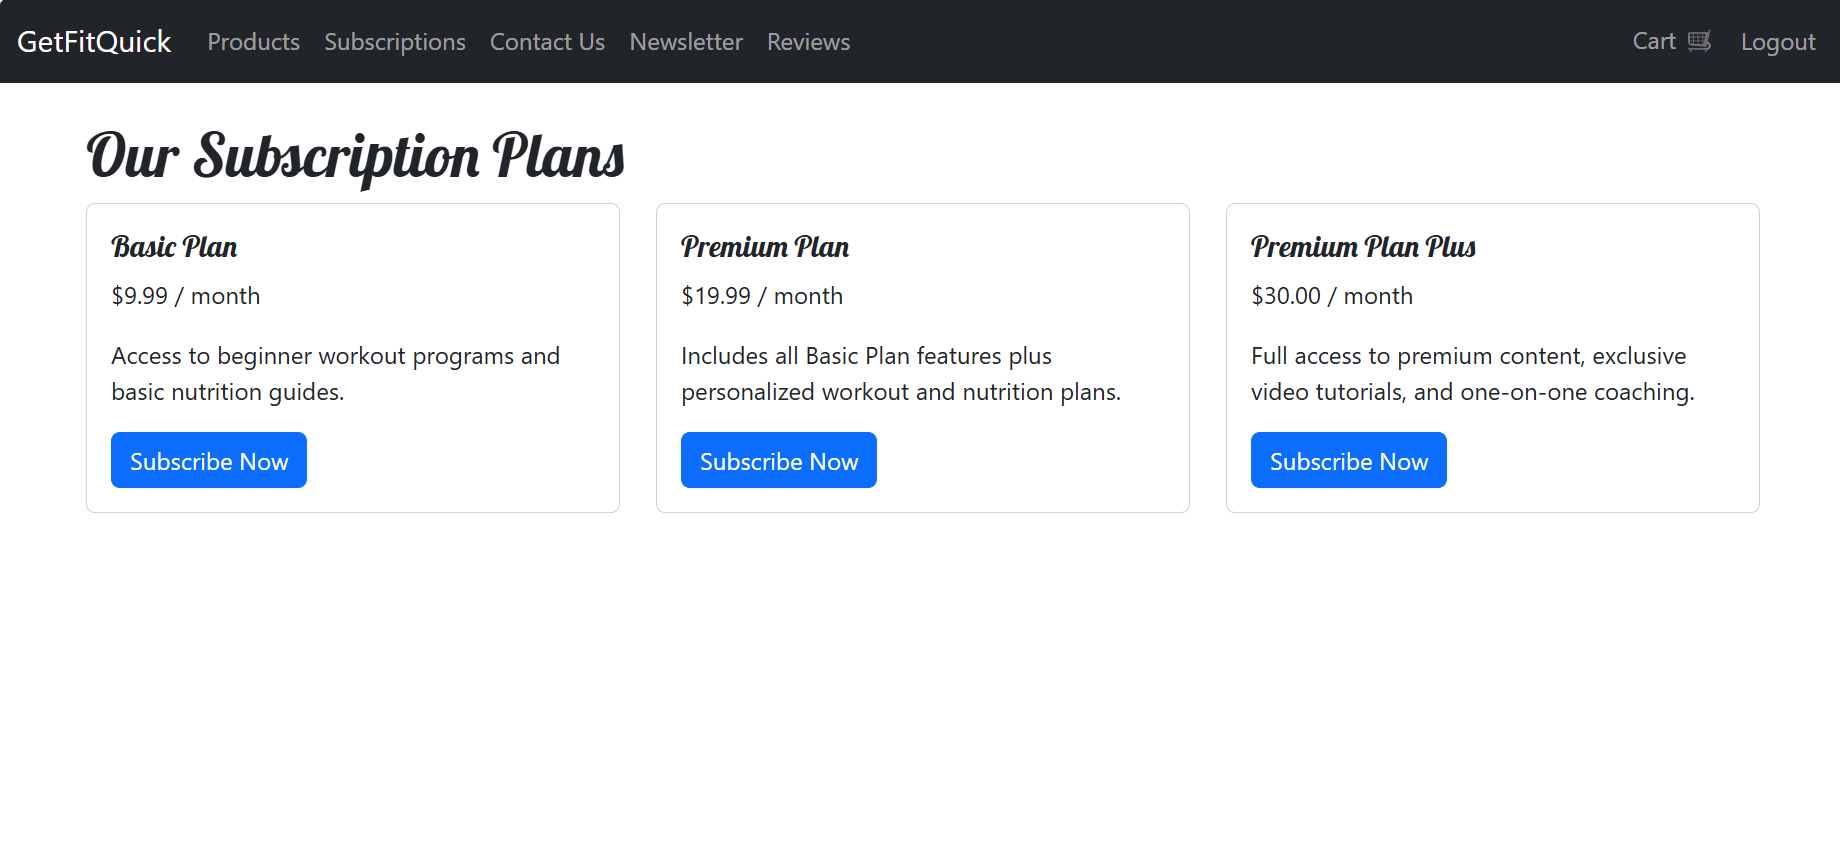 GetFitQuick Products Subscriptions Contact Us Newsletter Reviews Cart Logout
Our Subscription Plans
Basic Plan
$9.99 / month
Access to beginner workout programs and
basic nutrition guides.
Subscribe Now
Premium Plan
$19.99 / month
Includes all Basic Plan features plus
personalized workout and nutrition plans.
Subscribe Now
Premium Plan Plus
$30.00 / month
Full access to premium content, exclusive
video tutorials, and one-on-one coaching.
Subscribe Now